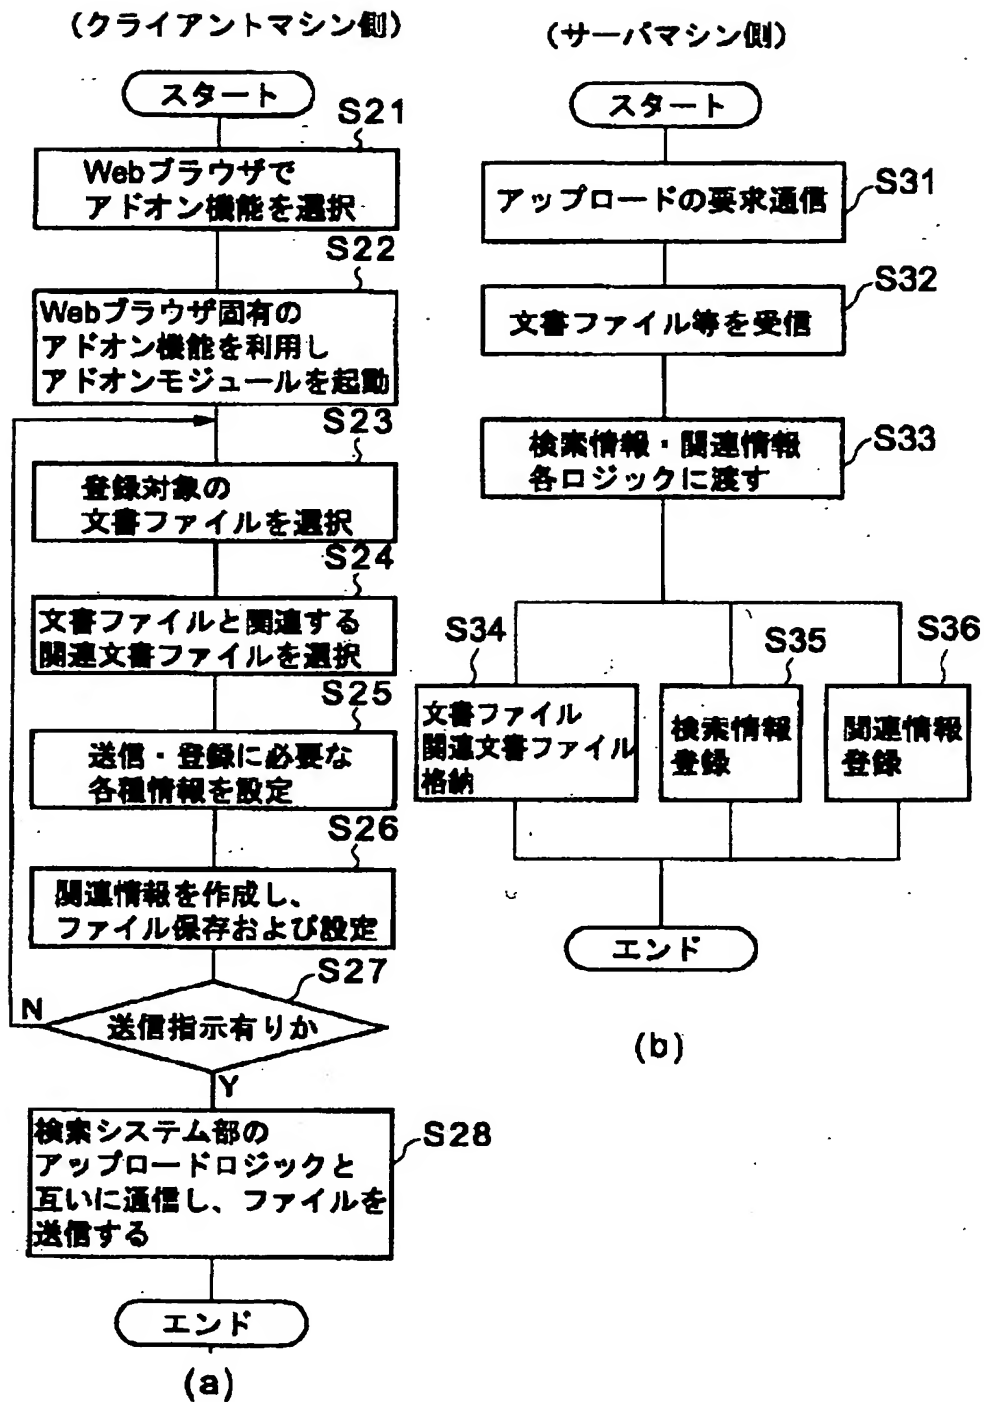 (クライアントマシン側)
スタート
S21
Webブラウザで
アドオン機能を選択
S22
Webブラウザ固有の
アドオン機能を利用し
アドオンモジュールを起動
S23
登録対象の
文書ファイルを選択
S24
文書ファイルと関連する
関連文書ファイルを選択
S25
送信・登録に必要な
各種情報を設定
S26
関連情報を作成し、
ファイル保存および設定
S27
送信指示有りか
N
Y
S28
検索システム部の
アップロードロジックと
互いに通信し、ファイルを
送信する
エンド
(a)
(サーバマシン側)
スタート
S31
アップロードの要求通信
S32
文書ファイル等を受信
S33
検索情報・関連情報
各ロジックに渡す
S34
文書ファイル
関連文書ファイル
格納
S35
検索情報
登録
S36
関連情報
登録
エンド
(b)